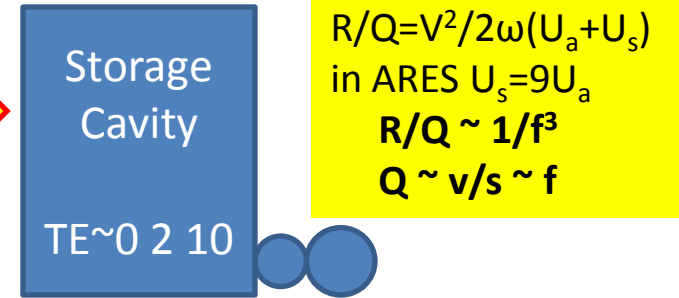 Storage
Cavity
TE~0 2 10
R/Q=V²/2ω(Uₐ+Uₛ)
in ARES Uₛ=9Uₐ
R/Q ~ 1/f³
Q ~ v/s ~ f